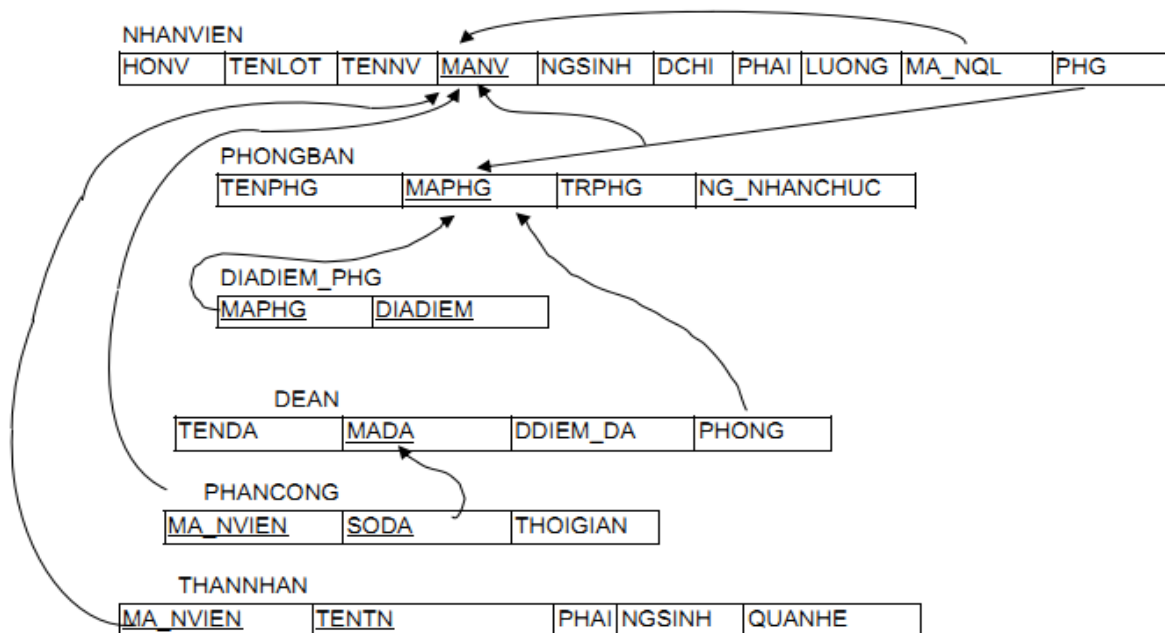 NHANVIEN
HONV TENLOT TENNV MANV NGSINH DCHI PHAI LUONG MA_NQL PHG
PHONGBAN
TENPHG MAPHG TRPHG NG_NHANCHUC
DIADIEM_PHG
MAPHG DIADIEM
DEAN
TENDA MADA DDIEM_DA PHONG
PHANCONG
MA_NVIEN SODA THOIGIAN
THANNHAN
MA_NVIEN TENTN PHAI NGSINH QUANHE